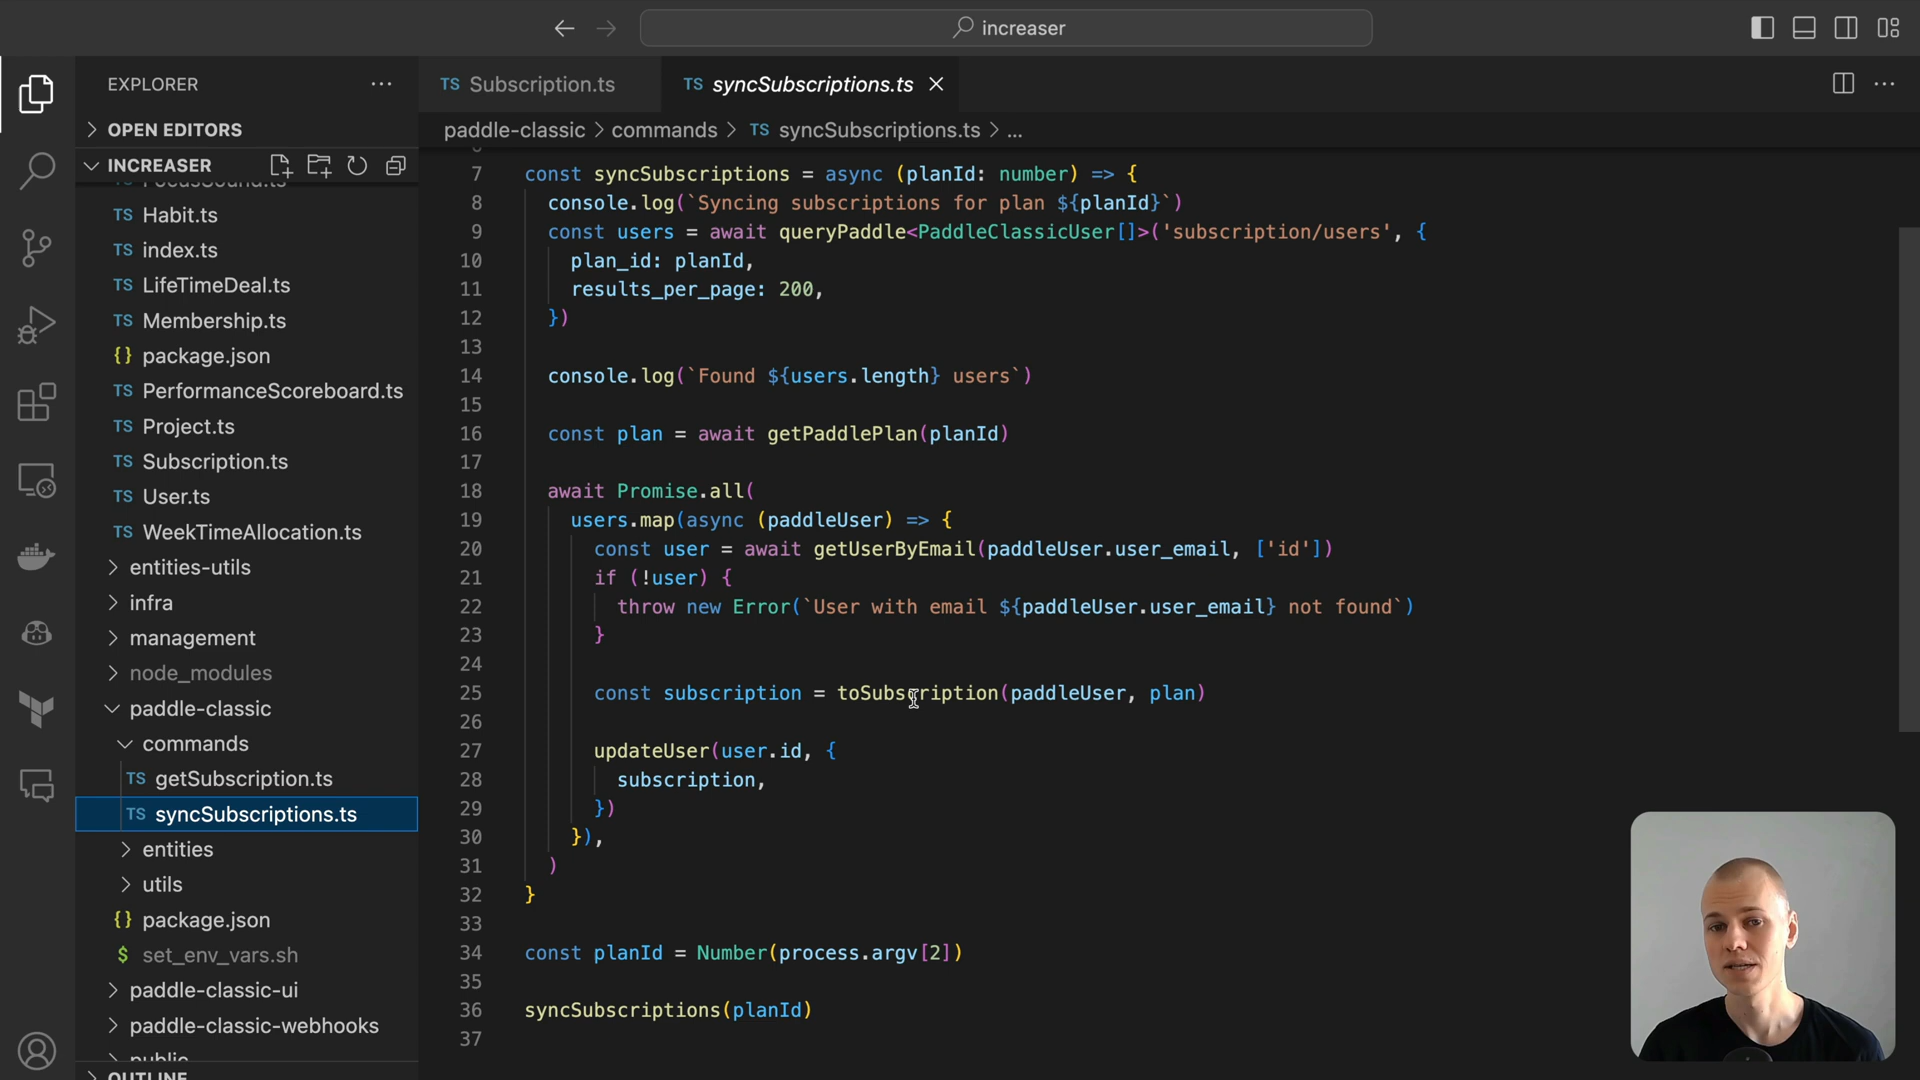 increaser
EXPLORER
Subscription.ts
syncSubscriptions.ts
OPEN EDITORS
paddle-classic > commands > TS syncSubscriptions.ts > ...
INCREASER
FocusSound.ts
TS Habit.ts
TS index.ts
TS LifeTimeDeal.ts
TS Membership.ts
{} package.json
TS PerformanceScoreboard.ts
TS Project.ts
TS Subscription.ts
TS User.ts
TS WeekTimeAllocation.ts
entities-utils
infra
management
node_modules
paddle-classic
commands
TS getSubscription.ts
TS syncSubscriptions.ts
entities
utils
{} package.json
$ set_env_vars.sh
paddle-classic-ui
paddle-classic-webhooks
public
OUTLINE
7 const syncSubscriptions = async (planId: number) => {
8 console.log(`Syncing subscriptions for plan ${planId}`)
9 const users = await queryPaddle<PaddleClassicUser[]>('subscription/users', {
10 plan_id: planId,
11 results_per_page: 200,
12 })
13
14 console.log(`Found ${users.length} users`)
15
16 const plan = await getPaddlePlan(planId)
17
18 await Promise.all(
19 users.map(async (paddleUser) => {
20 const user = await getUserByEmail(paddleUser.user_email, ['id'])
21 if (!user) {
22 throw new Error(`User with email ${paddleUser.user_email} not found`)
23 }
24
25 const subscription = toSubscription(paddleUser, plan)
26
27 updateUser(user.id, {
28 subscription,
29 })
30 }),
31 )
32 }
33
34 const planId = Number(process.argv[2])
35
36 syncSubscriptions(planId)
37